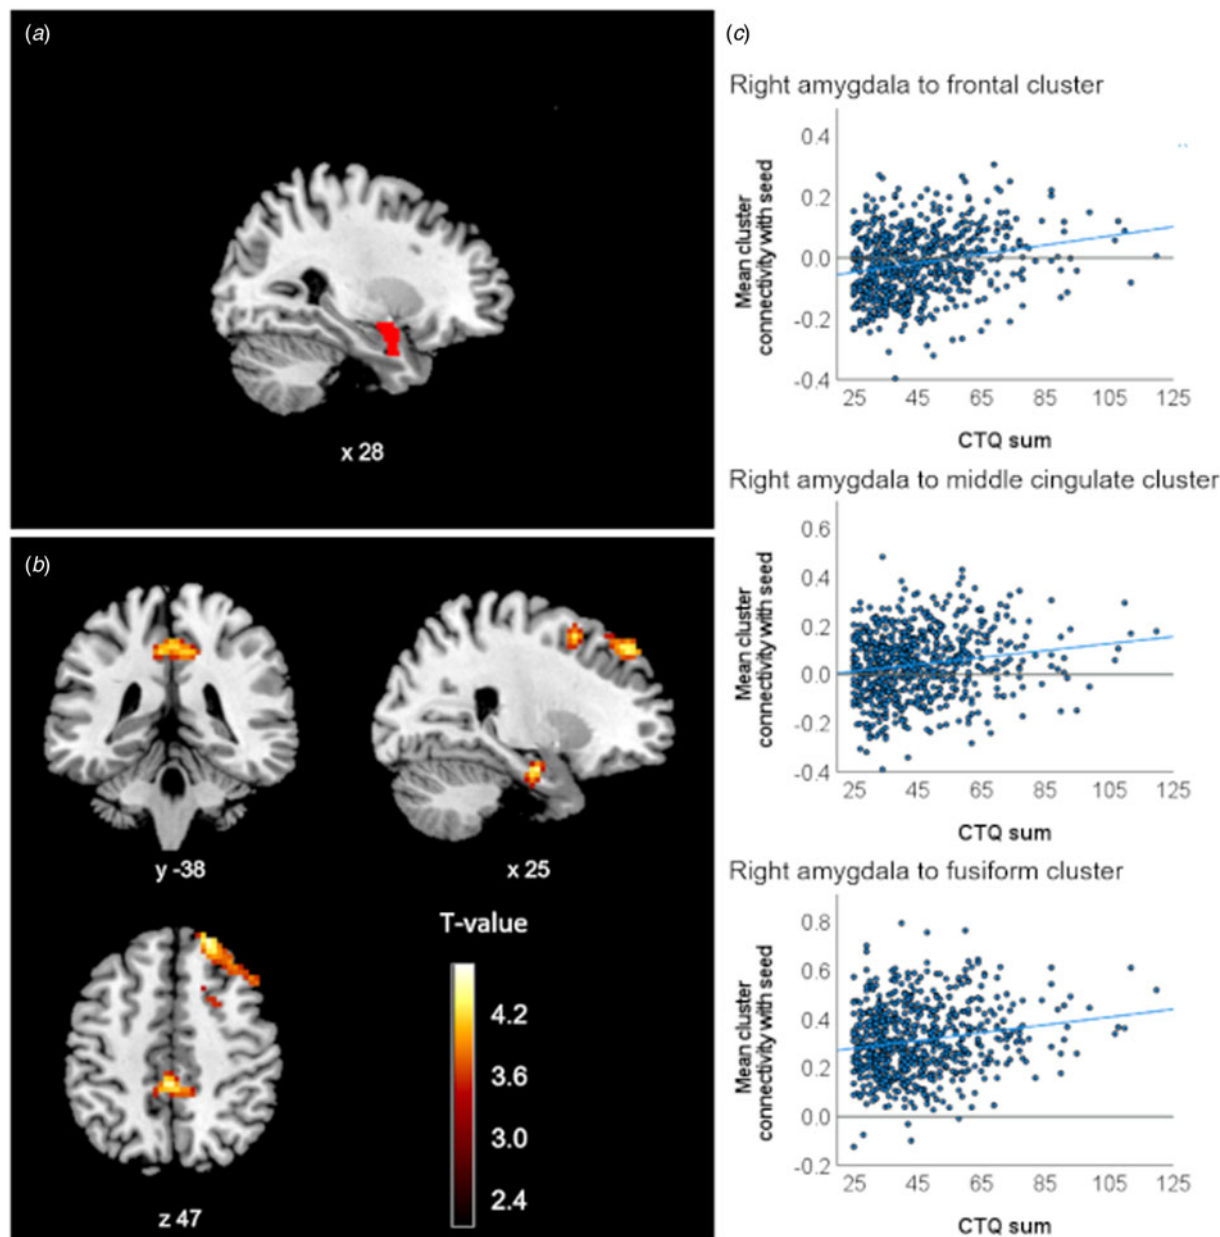 (a)
x 28
(b)
y -38
x 25
T-value
4.2
3.6
3.0
2.4
z 47
(c)
Right amygdala to frontal cluster
Mean cluster
connectivity with seed
0.4
0.2
0.0
-0.2
-0.4
25 45 65 85 105 125
CTQ sum
Right amygdala to middle cingulate cluster
Mean cluster
connectivity with seed
0.6
0.4
0.2
0.0
-0.2
-0.4
25 45 65 85 105 125
CTQ sum
Right amygdala to fusiform cluster
Mean cluster
connectivity with seed
0.8
0.6
0.4
0.2
0.0
-0.2
25 45 65 85 105 125
CTQ sum